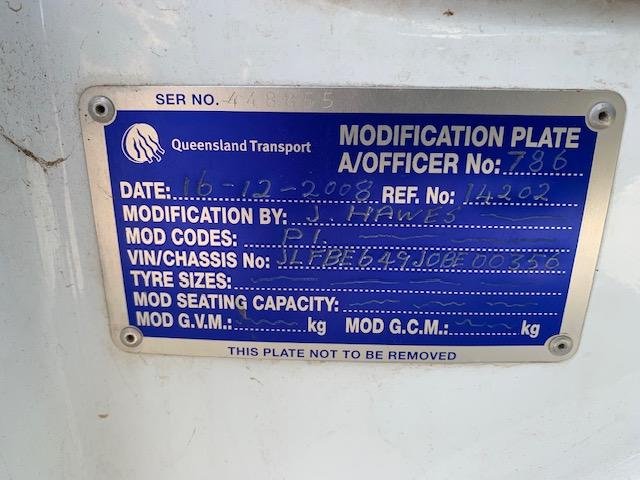 SER NO. 448655
Queensland Transport
MODIFICATION PLATE
A/OFFICER No: 786
DATE: 16-12-2008 REF. No: 14202
MODIFICATION BY: J. HAWES
MOD CODES: P1.
VIN/CHASSIS No: JLFBE649J0BE00356
TYRE SIZES:
MOD SEATING CAPACITY:
MOD G.V.M.: kg MOD G.C.M.: kg
THIS PLATE NOT TO BE REMOVED